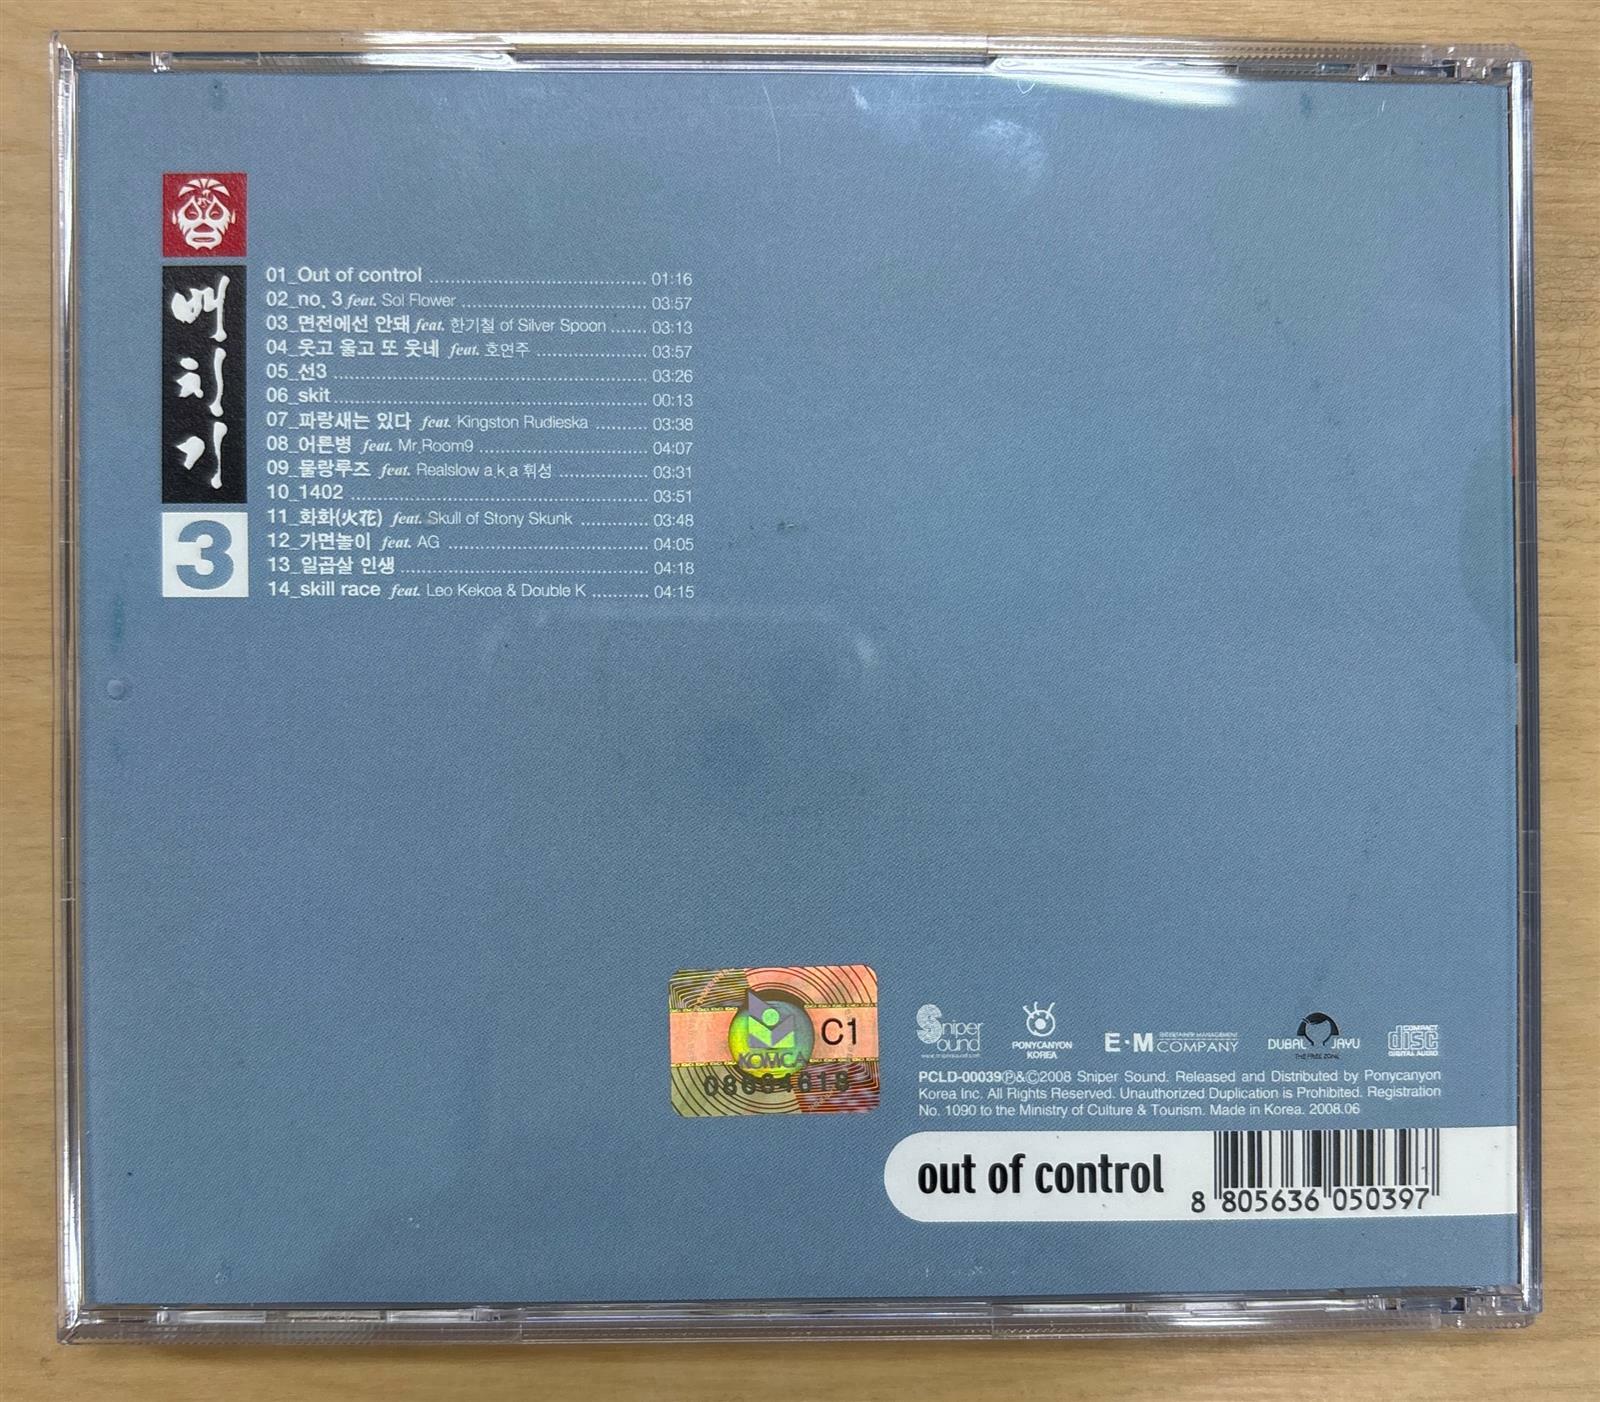 배치기
3
01_Out of control 01:16
02_no. 3 feat. Sol Flower 03:57
03_면전에선 안돼 feat. 한기철 of Silver Spoon 03:13
04_웃고 울고 또 웃네 feat. 호연주 03:57
05_선3 03:26
06_skit 00:13
07_파랑새는 있다 feat. Kingston Rudieska 03:38
08_어른병 feat. Mr.Room9 04:07
09_물랑루즈 feat. Realslow a.k.a 휘성 03:31
10_1402 03:51
11_화화(火花) feat. Skull of Stony Skunk 03:48
12_가면놀이 feat. AG 04:05
13_일곱살 인생 04:18
14_skill race feat. Leo Kekoa & Double K 04:15
C1
KOMCA
Sniper Sound
PONYCANYON KOREA
E·M ENTERTAINER MANAGEMENT COMPANY
DUBAL JAYU
THE FREE ZONE
COMPACT disc DIGITAL AUDIO
PCLD-00039Ⓟ&Ⓒ2008 Sniper Sound. Released and Distributed by Ponycanyon
Korea Inc. All Rights Reserved. Unauthorized Duplication is Prohibited. Registration
No. 1090 to the Ministry of Culture & Tourism. Made in Korea. 2008.06
out of control
8 805636 050397